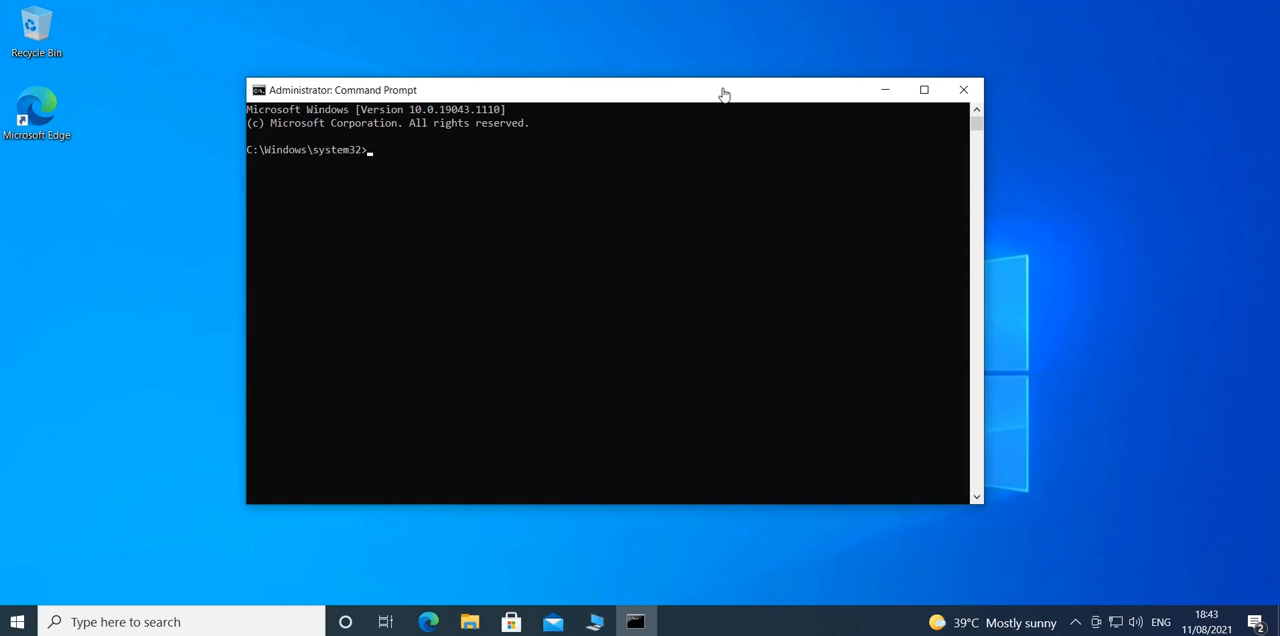 Recycle Bin
Microsoft Edge
Administrator: Command Prompt
Microsoft Windows [Version 10.0.19043.1110]
(c) Microsoft Corporation. All rights reserved.
C:\Windows\system32>
Type here to search
39°C Mostly sunny
ENG
18:43
11/08/2021
2